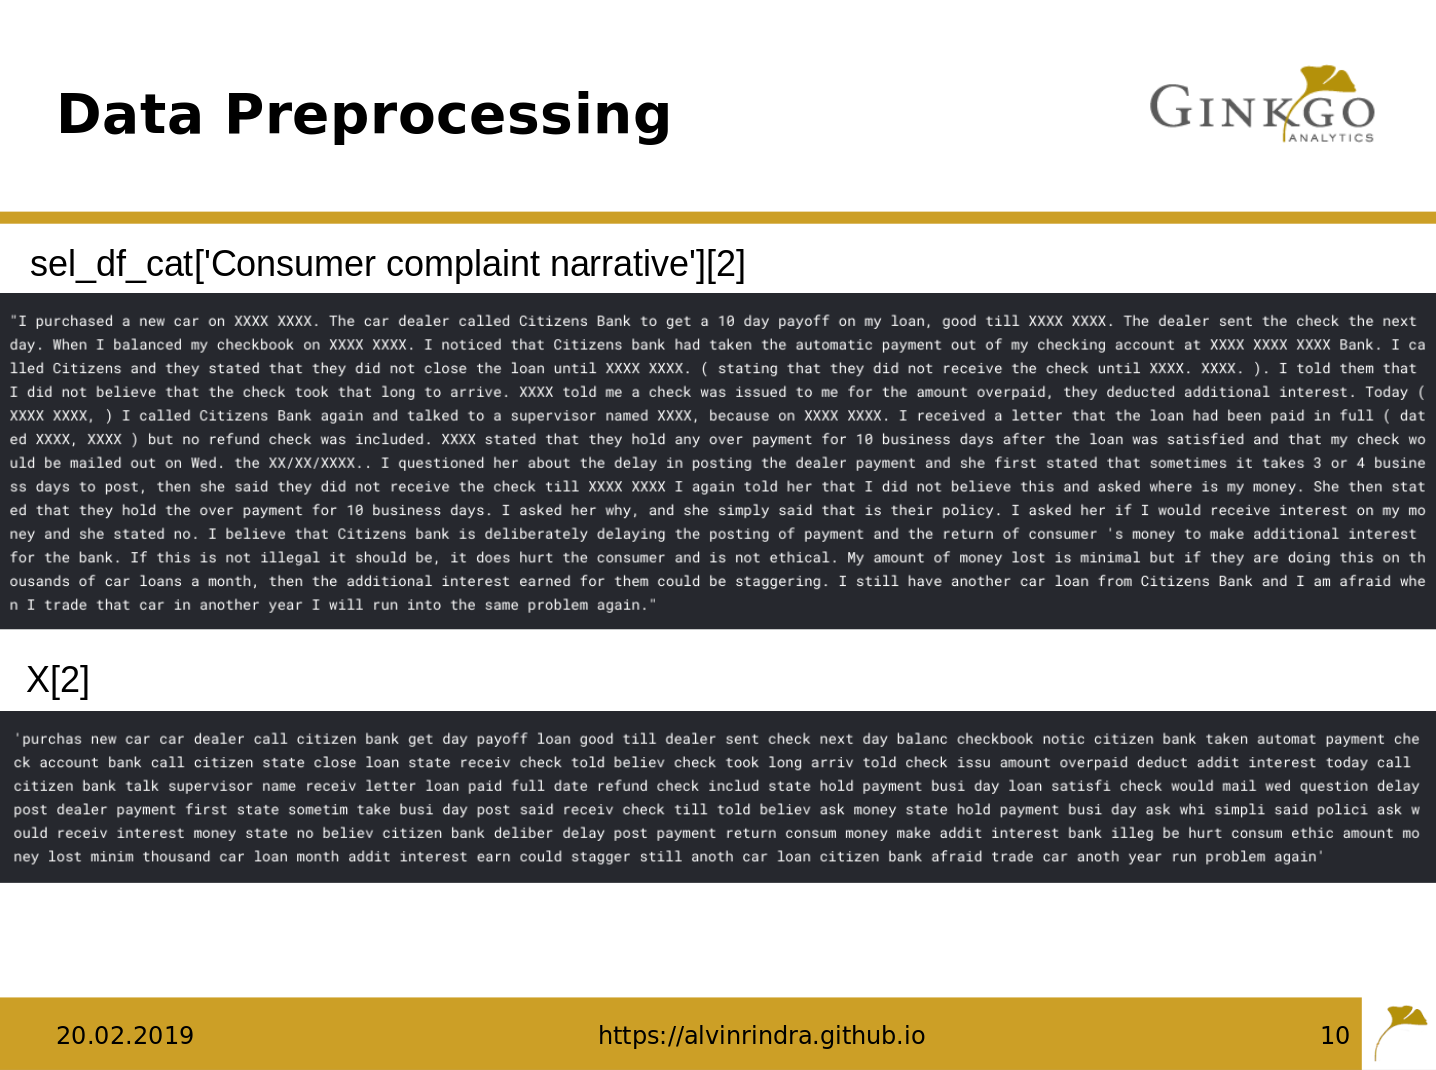 Data Preprocessing
GINKGO
ANALYTICS
sel_df_cat['Consumer complaint narrative'][2]
"I purchased a new car on XXXX XXXX. The car dealer called Citizens Bank to get a 10 day payoff on my loan, good till XXXX XXXX. The dealer sent the check the next
day. When I balanced my checkbook on XXXX XXXX. I noticed that Citizens bank had taken the automatic payment out of my checking account at XXXX XXXX XXXX Bank. I ca
lled Citizens and they stated that they did not close the loan until XXXX XXXX. ( stating that they did not receive the check until XXXX. XXXX. ). I told them that
I did not believe that the check took that long to arrive. XXXX told me a check was issued to me for the amount overpaid, they deducted additional interest. Today (
XXXX XXXX, ) I called Citizens Bank again and talked to a supervisor named XXXX, because on XXXX XXXX. I received a letter that the loan had been paid in full ( dat
ed XXXX, XXXX ) but no refund check was included. XXXX stated that they hold any over payment for 10 business days after the loan was satisfied and that my check wo
uld be mailed out on Wed. the XX/XX/XXXX.. I questioned her about the delay in posting the dealer payment and she first stated that sometimes it takes 3 or 4 busine
ss days to post, then she said they did not receive the check till XXXX XXXX I again told her that I did not believe this and asked where is my money. She then stat
ed that they hold the over payment for 10 business days. I asked her why, and she simply said that is their policy. I asked her if I would receive interest on my mo
ney and she stated no. I believe that Citizens bank is deliberately delaying the posting of payment and the return of consumer 's money to make additional interest
for the bank. If this is not illegal it should be, it does hurt the consumer and is not ethical. My amount of money lost is minimal but if they are doing this on th
ousands of car loans a month, then the additional interest earned for them could be staggering. I still have another car loan from Citizens Bank and I am afraid whe
n I trade that car in another year I will run into the same problem again."
X[2]
'purchas new car car dealer call citizen bank get day payoff loan good till dealer sent check next day balanc checkbook notic citizen bank taken automat payment che
ck account bank call citizen state close loan state receiv check told believ check took long arriv told check issu amount overpaid deduct addit interest today call
citizen bank talk supervisor name receiv letter loan paid full date refund check includ state hold payment busi day loan satisfi check would mail wed question delay
post dealer payment first state sometim take busi day post said receiv check till told believ ask money state hold payment busi day ask whi simpli said polici ask w
ould receiv interest money state no believ citizen bank deliber delay post payment return consum money make addit interest bank illeg be hurt consum ethic amount mo
ney lost minim thousand car loan month addit interest earn could stagger still anoth car loan citizen bank afraid trade car anoth year run problem again'
20.02.2019
https://alvinrindra.github.io
10